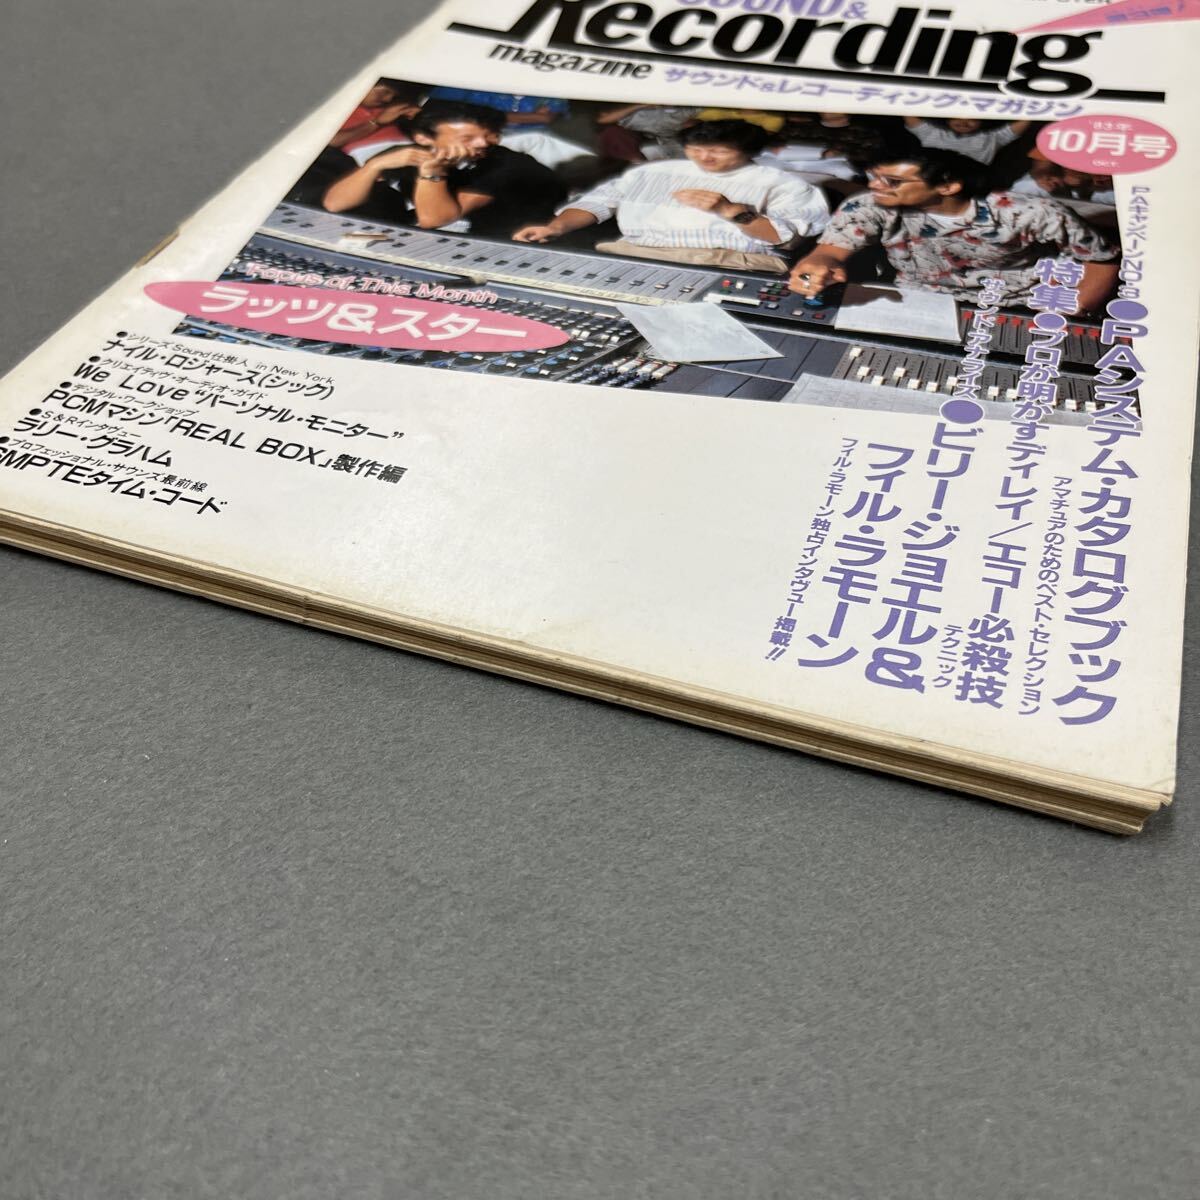 SOUND &
Recording
magazine サウンド&レコーディング・マガジン
'83年
10月号
OCT.
Focus of This Month
ラッツ&スター
●シリーズSound仕掛人 in New York
ナイル・ロジャース(シック)
●クリエイティヴ・オーディオ・ガイド
We Love "パーソナル・モニター"
●デジタル・ワークショップ
PCMマシン「REAL BOX」製作編
●S&Rインタヴュー
ラリー・グラハム
●プロフェッショナル・サウンズ最前線
SMPTEタイム・コード
PAキャンペーンNO.3●PAシステム・カタログブック
アマチュアのためのベスト・セレクション
特集●プロが明かすディレイ/エコー必殺技
テクニック
サウンド・アナライズ●ビリー・ジョエル&
フィル・ラモーン
フィル・ラモーン独占インタヴュー掲載!!